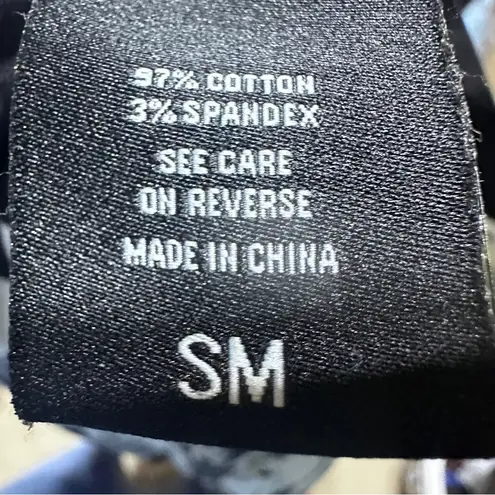 97% COTTON
3% SPANDEX
SEE CARE
ON REVERSE
MADE IN CHINA
SM